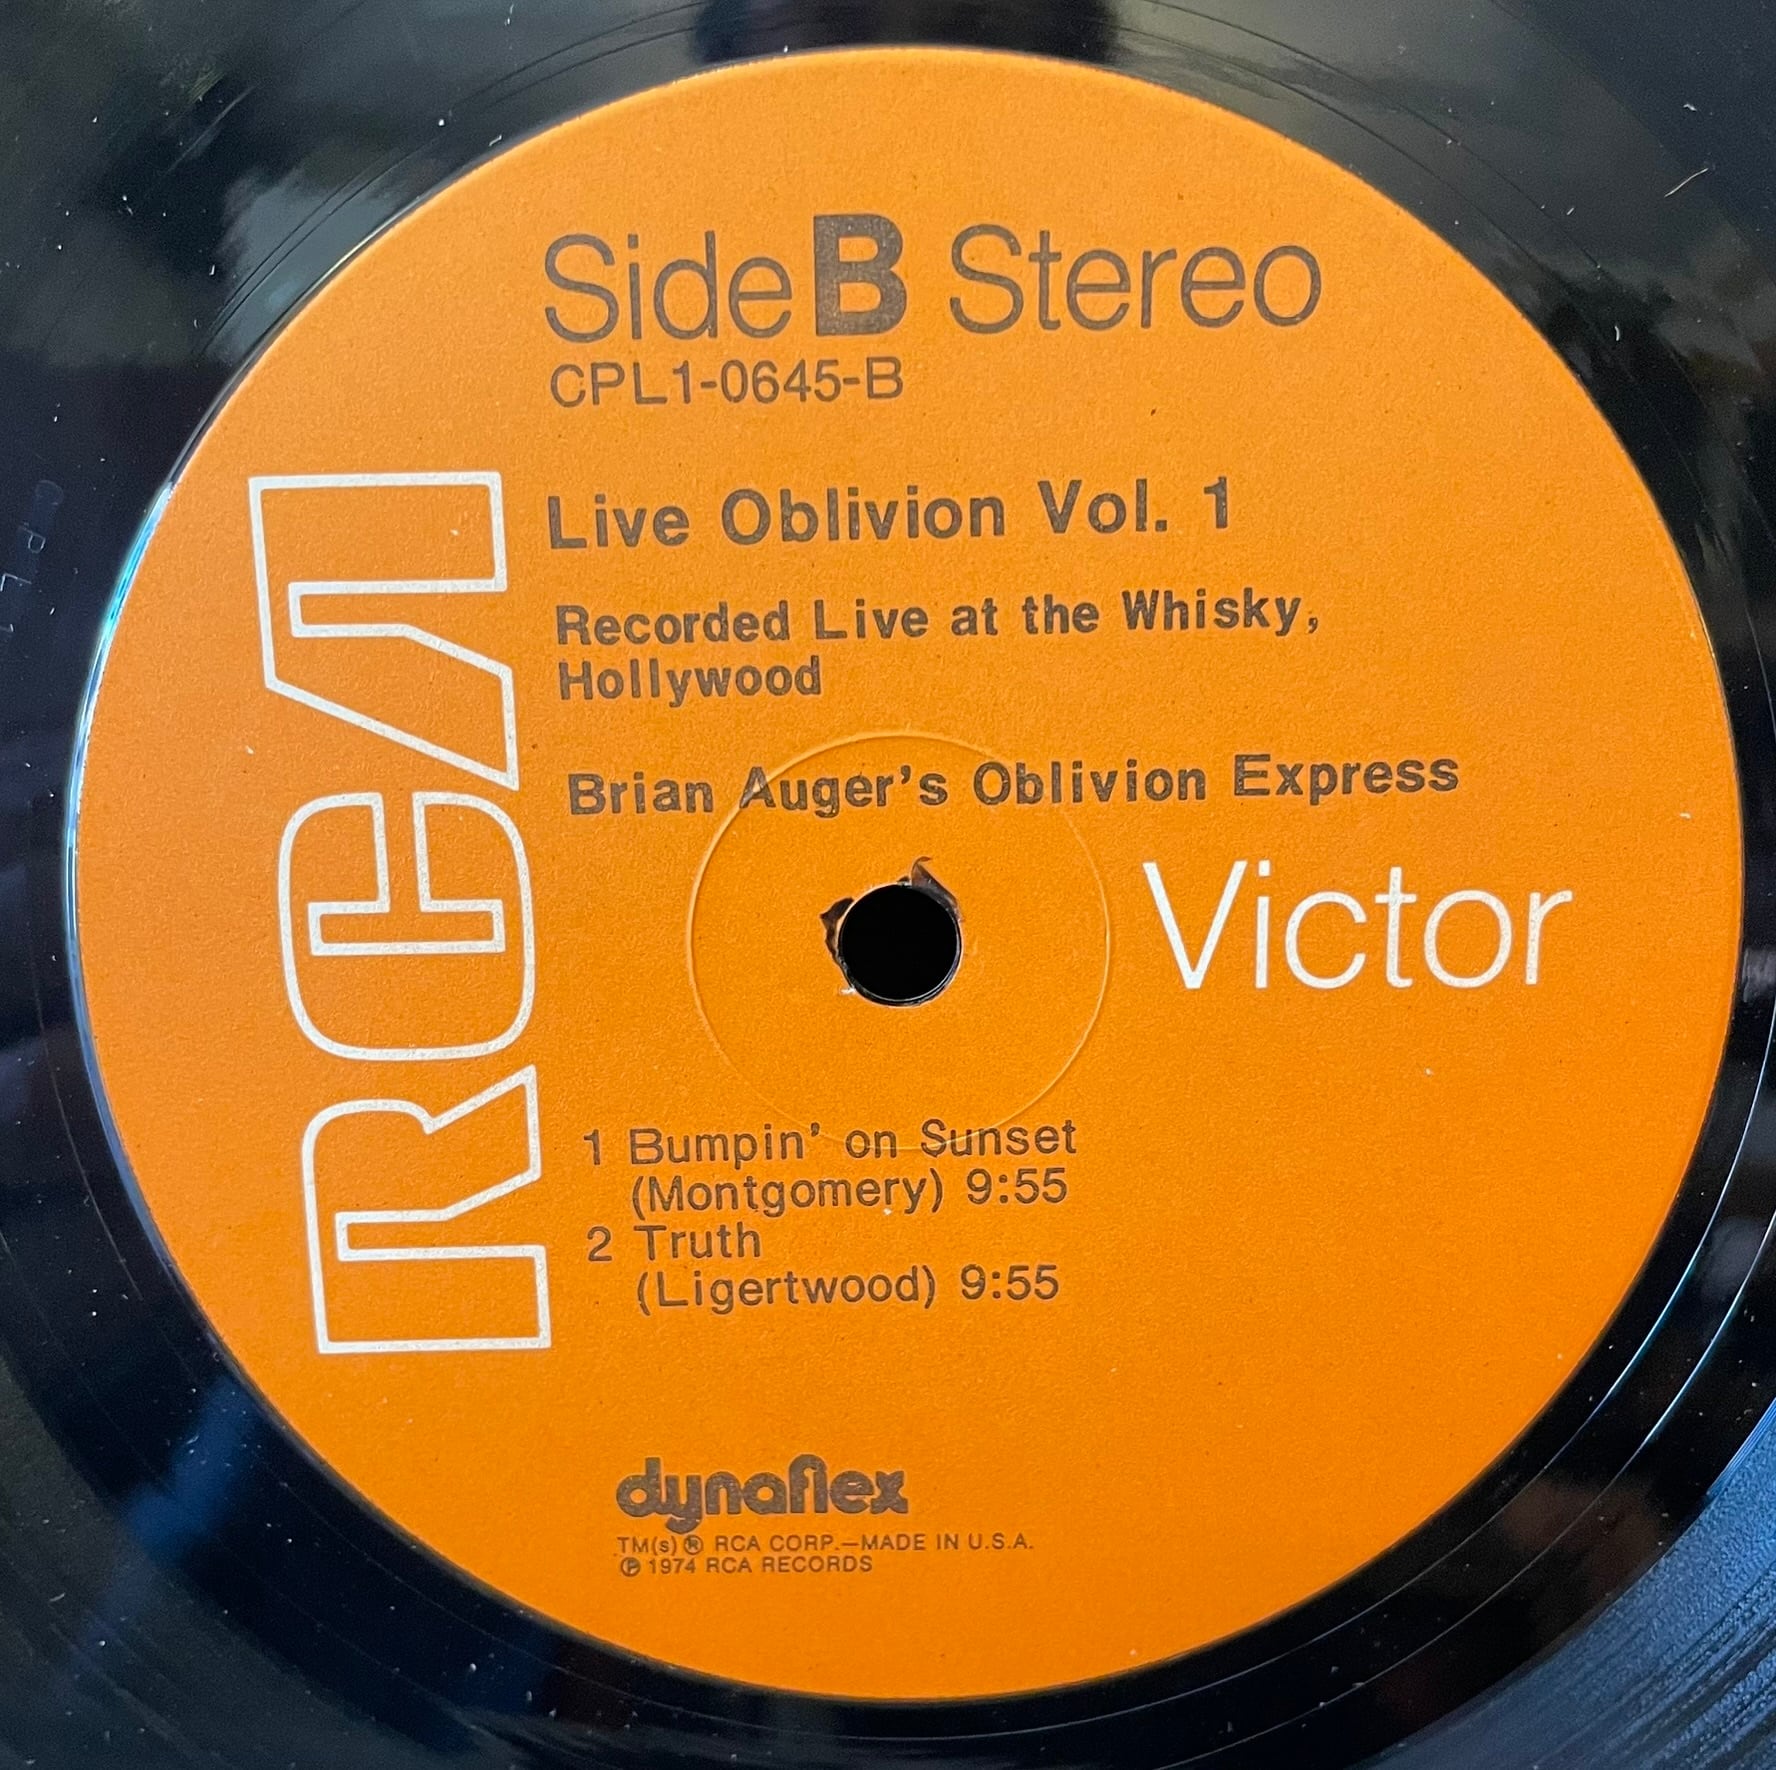 Side B Stereo
CPL1-0645-B
Live Oblivion Vol. 1
Recorded Live at the Whisky,
Hollywood
Brian Auger's Oblivion Express
RCA
Victor
1 Bumpin' on Sunset
(Montgomery) 9:55
2 Truth
(Ligertwood) 9:55
dynaflex
TM(s) ® RCA CORP.—MADE IN U.S.A.
℗ 1974 RCA RECORDS